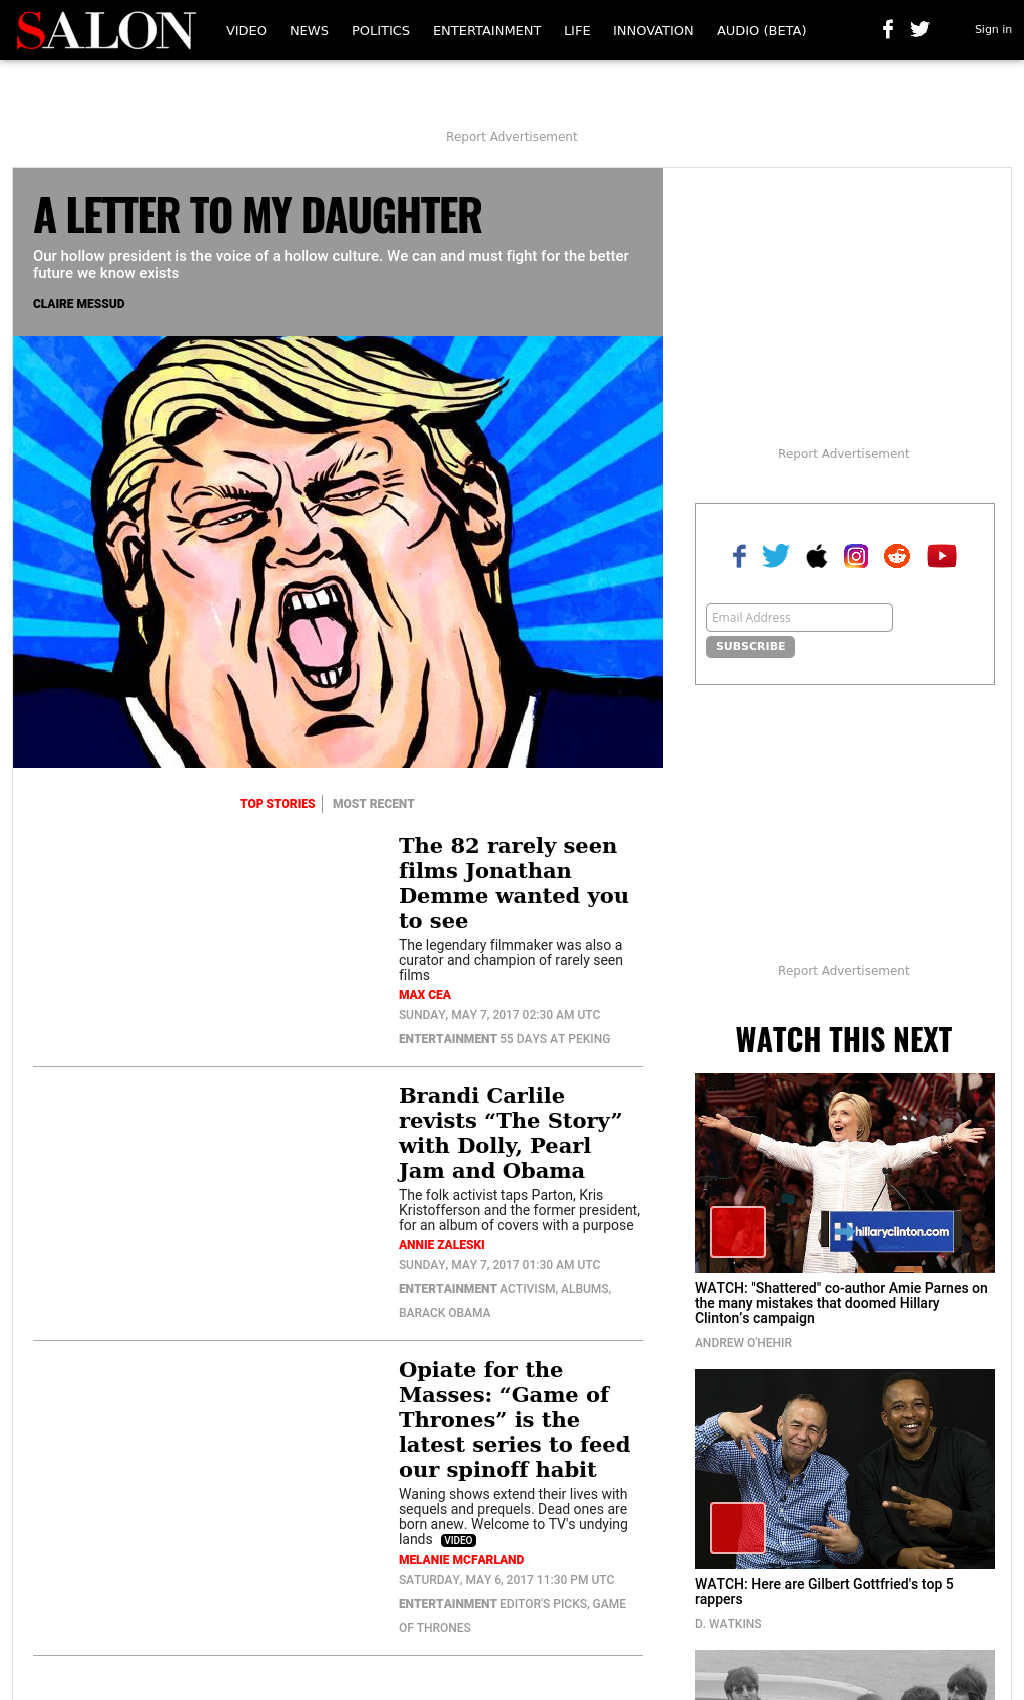 SALON
VIDEO NEWS POLITICS ENTERTAINMENT LIFE INNOVATION AUDIO (BETA)
Sign in
Report Advertisement
A LETTER TO MY DAUGHTER
Our hollow president is the voice of a hollow culture. We can and must fight for the better
future we know exists
CLAIRE MESSUD
Report Advertisement
Email Address
SUBSCRIBE
TOP STORIES
MOST RECENT
The 82 rarely seen
films Jonathan
Demme wanted you
to see
The legendary filmmaker was also a
curator and champion of rarely seen
films
MAX CEA
SUNDAY, MAY 7, 2017 02:30 AM UTC
ENTERTAINMENT 55 DAYS AT PEKING
Brandi Carlile
revists “The Story”
with Dolly, Pearl
Jam and Obama
The folk activist taps Parton, Kris
Kristofferson and the former president,
for an album of covers with a purpose
ANNIE ZALESKI
SUNDAY, MAY 7, 2017 01:30 AM UTC
ENTERTAINMENT ACTIVISM, ALBUMS,
BARACK OBAMA
Opiate for the
Masses: “Game of
Thrones” is the
latest series to feed
our spinoff habit
Waning shows extend their lives with
sequels and prequels. Dead ones are
born anew. Welcome to TV's undying
lands VIDEO
MELANIE MCFARLAND
SATURDAY, MAY 6, 2017 11:30 PM UTC
ENTERTAINMENT EDITOR'S PICKS, GAME
OF THRONES
Report Advertisement
WATCH THIS NEXT
hillaryclinton.com
WATCH: "Shattered" co-author Amie Parnes on
the many mistakes that doomed Hillary
Clinton’s campaign
ANDREW O'HEHIR
WATCH: Here are Gilbert Gottfried's top 5
rappers
D. WATKINS